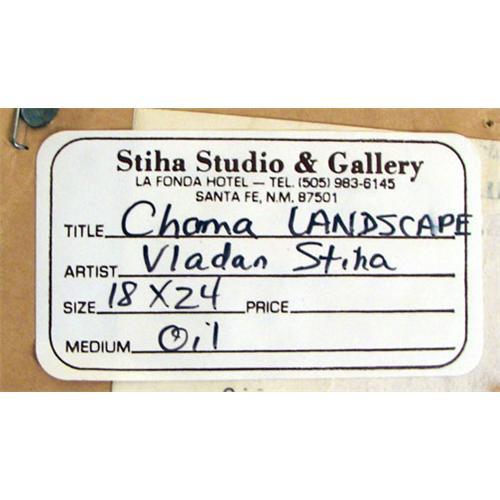 Stiha Studio & Gallery
LA FONDA HOTEL — TEL. (505) 983-6145
SANTA FE, N.M. 87501
TITLE Chama LANDSCAPE
ARTIST Vladan Stiha
SIZE 18 X 24 PRICE
MEDIUM Oil